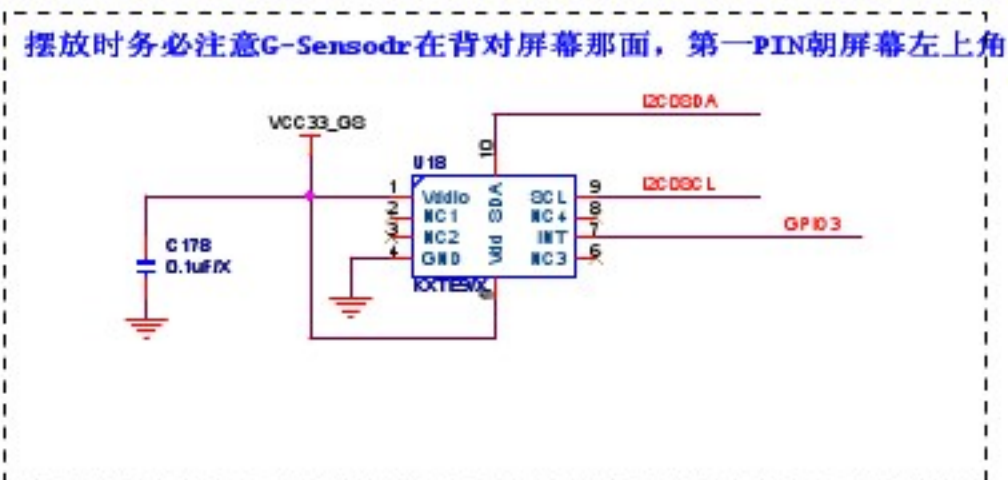 摆放时务必注意G-Sensodr在背对屏幕那面，第一PIN朝屏幕左上角
I2C0SDA
VCC33_GS
10
U18
1 Vddio SDA SCL 9 I2C0SCL
2 NC1 NC4 8
3 NC2 Vdd INT 7 GPIO3
4 GND NC3 6
C178
0.1uF/X